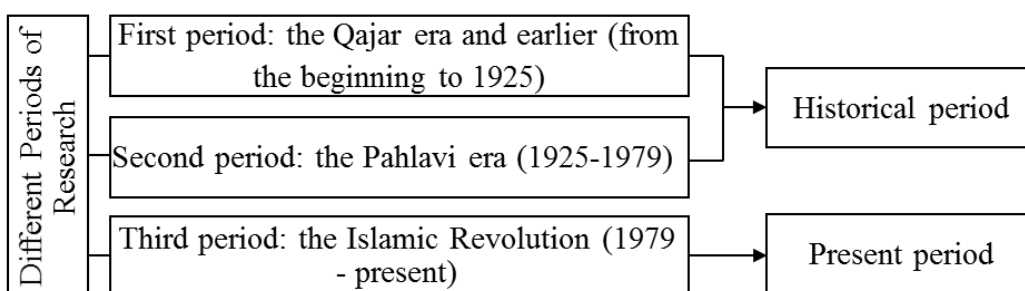 Different Periods of
Research
First period: the Qajar era and earlier (from
the beginning to 1925)
Second period: the Pahlavi era (1925-1979)
Third period: the Islamic Revolution (1979
- present)
Historical period
Present period